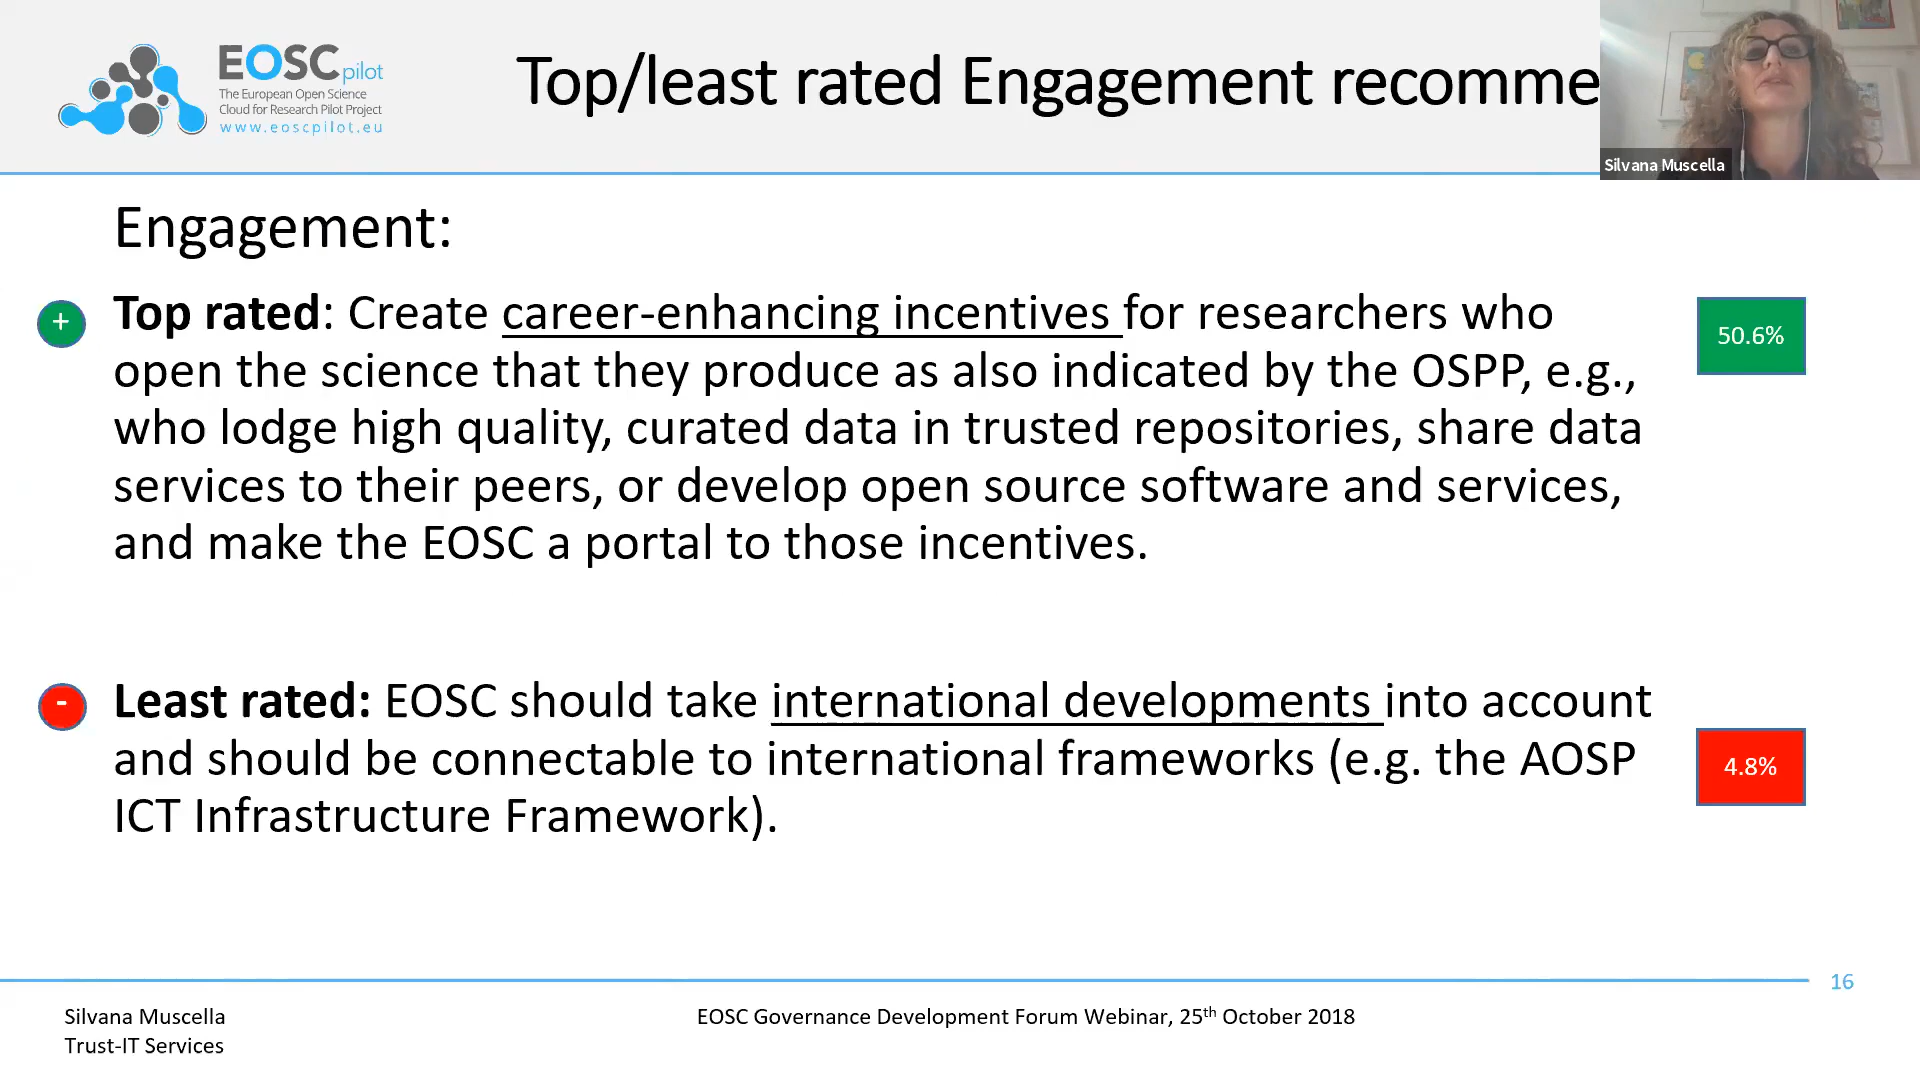 EOSCpilot
The European Open Science
Cloud for Research Pilot Project
www.eoscpilot.eu
Top/least rated Engagement recomme
Silvana Muscella
Engagement:
+
Top rated: Create career-enhancing incentives for researchers who
open the science that they produce as also indicated by the OSPP, e.g.,
who lodge high quality, curated data in trusted repositories, share data
services to their peers, or develop open source software and services,
and make the EOSC a portal to those incentives.
50.6%
-
Least rated: EOSC should take international developments into account
and should be connectable to international frameworks (e.g. the AOSP
ICT Infrastructure Framework).
4.8%
16
Silvana Muscella
Trust-IT Services
EOSC Governance Development Forum Webinar, 25th October 2018